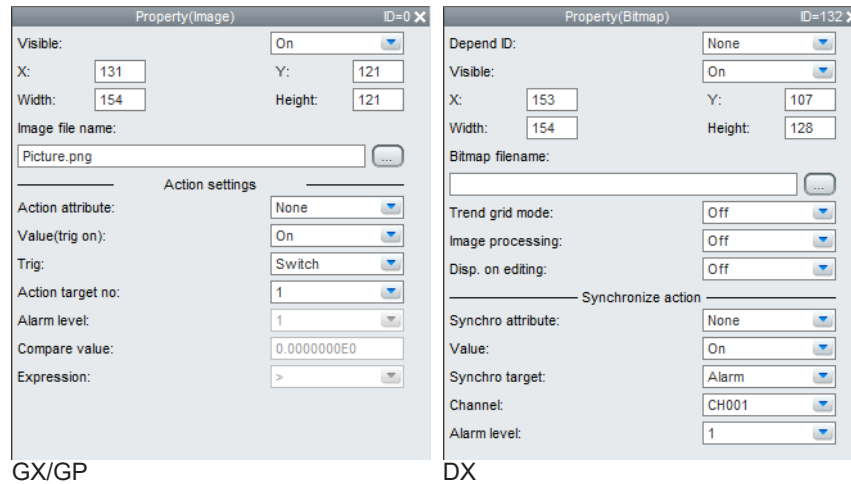 Property(Image) ID=0
Visible: On
X: 131 Y: 121
Width: 154 Height: 121
Image file name:
Picture.png ...
Action settings
Action attribute: None
Value(trig on): On
Trig: Switch
Action target no: 1
Alarm level: 1
Compare value: 0.0000000E0
Expression: >
GX/GP
Property(Bitmap) ID=132
Depend ID: None
Visible: On
X: 153 Y: 107
Width: 154 Height: 128
Bitmap filename:
...
Trend grid mode: Off
Image processing: Off
Disp. on editing: Off
Synchronize action
Synchro attribute: None
Value: On
Synchro target: Alarm
Channel: CH001
Alarm level: 1
DX